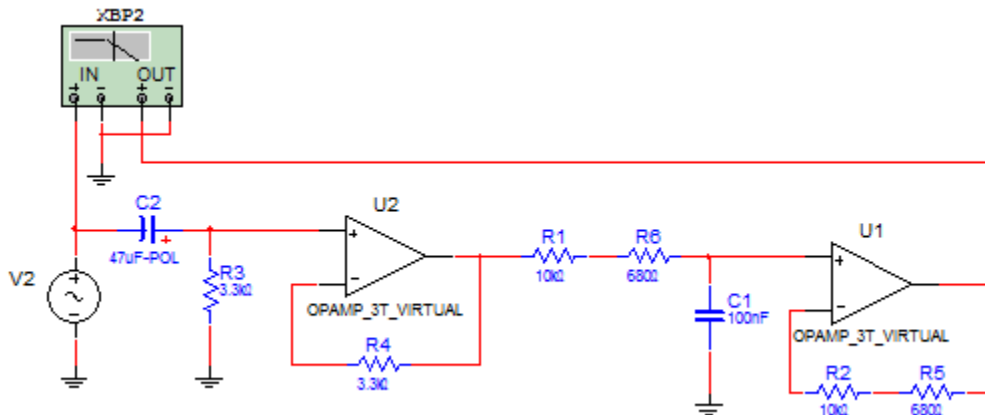 XBP2
IN OUT
+ - + -
C2
47uF-POL
+
V2
R3
3.3kΩ
U2
+
-
OPAMP_3T_VIRTUAL
R4
3.3kΩ
R1
10kΩ
R6
680Ω
C1
100nF
U1
+
-
OPAMP_3T_VIRTUAL
R2
10kΩ
R5
680Ω